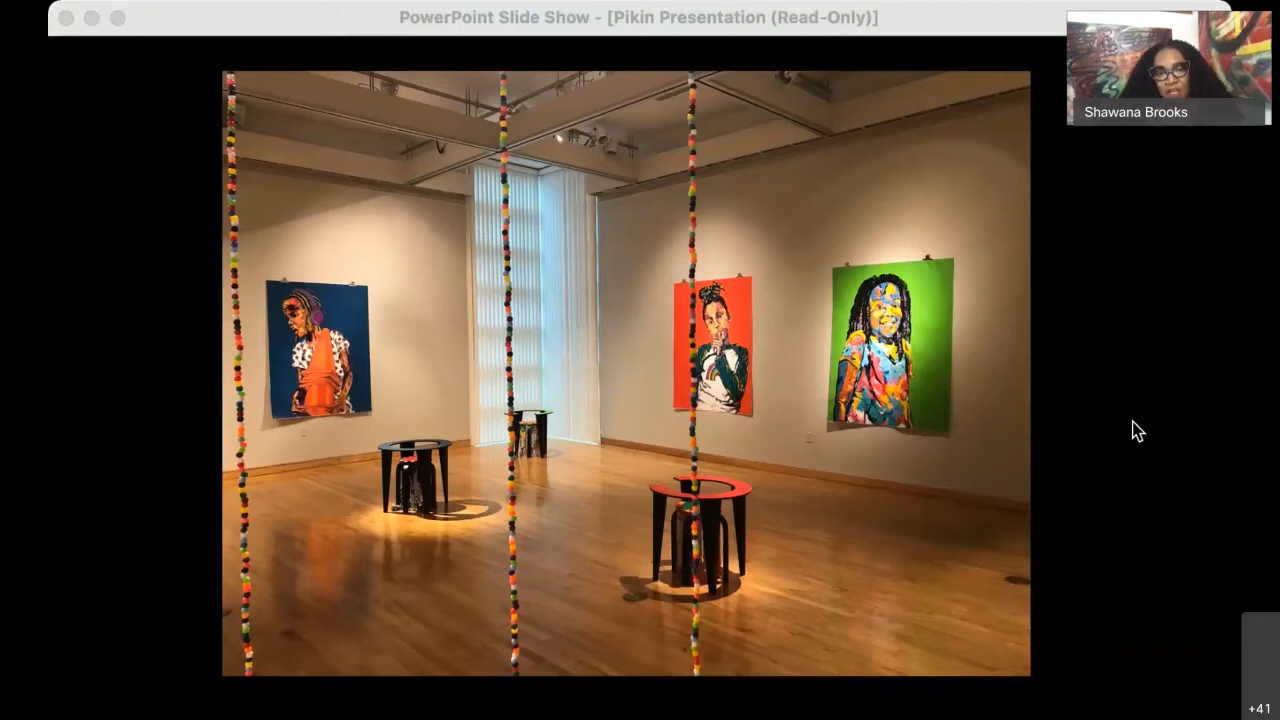 PowerPoint Slide Show - [Pikin Presentation (Read-Only)]
Shawana Brooks
+41